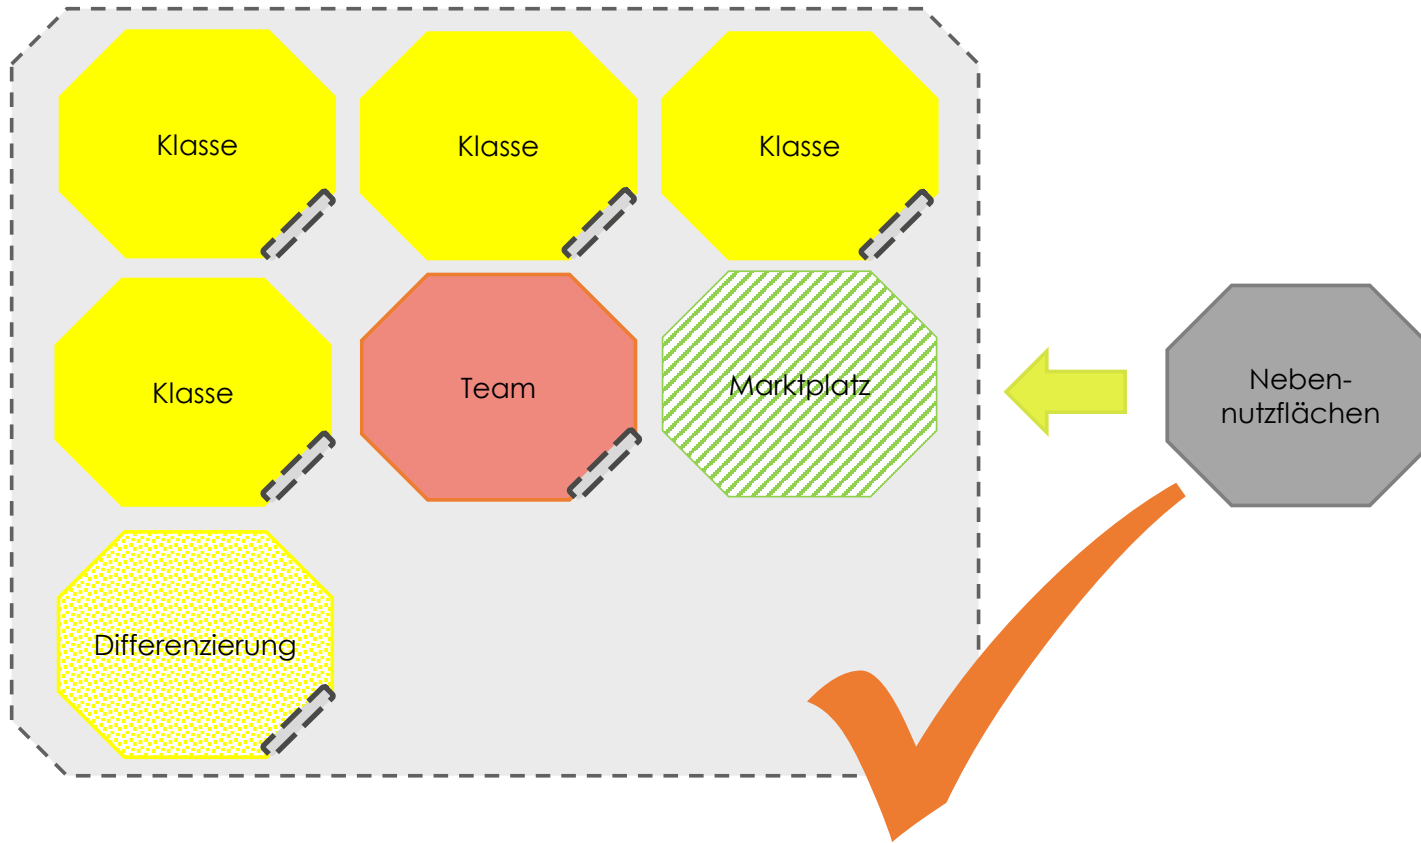 Klasse
Klasse
Klasse
Klasse
Team
Marktplatz
Neben-
nutzflächen
Differenzierung